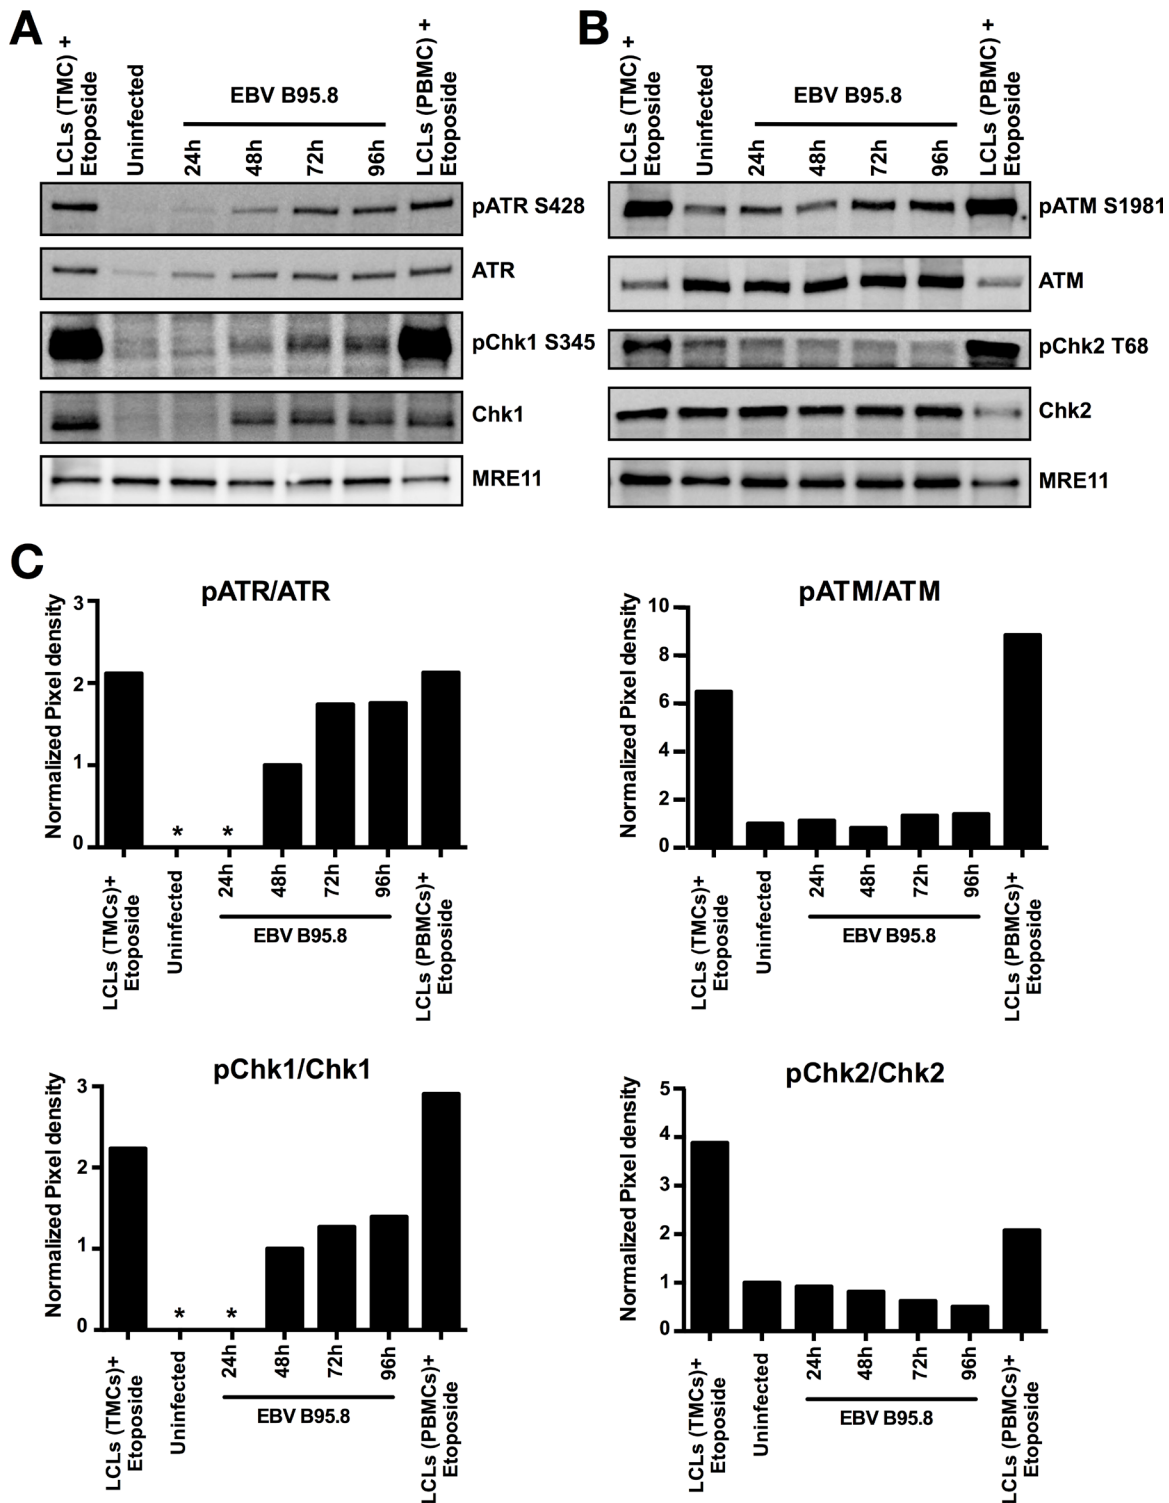 A
LCLs (TMC) +
Etoposide
Uninfected
EBV B95.8
24h
48h
72h
96h
LCLs (PBMC) +
Etoposide
pATR S428
ATR
pChk1 S345
Chk1
MRE11
B
LCLs (TMC) +
Etoposide
Uninfected
EBV B95.8
24h
48h
72h
96h
LCLs (PBMC) +
Etoposide
pATM S1981
ATM
pChk2 T68
Chk2
MRE11
C
pATR/ATR
Normalized Pixel density
3
2
1
0
*
*
LCLs (TMCs)+
Etoposide
Uninfected
24h
48h
72h
96h
EBV B95.8
LCLs (PBMCs)+
Etoposide
pATM/ATM
Normalized Pixel density
10
8
6
4
2
0
LCLs (TMCs)+
Etoposide
Uninfected
24h
48h
72h
96h
EBV B95.8
LCLs (PBMCs)+
Etoposide
pChk1/Chk1
Normalized Pixel density
3
2
1
0
*
*
LCLs (TMCs)+
Etoposide
Uninfected
24h
48h
72h
96h
EBV B95.8
LCLs (PBMCs)+
Etoposide
pChk2/Chk2
Normalized Pixel density
5
4
3
2
1
0
LCLs (TMCs)+
Etoposide
Uninfected
24h
48h
72h
96h
EBV B95.8
LCLs (PBMCs)+
Etoposide